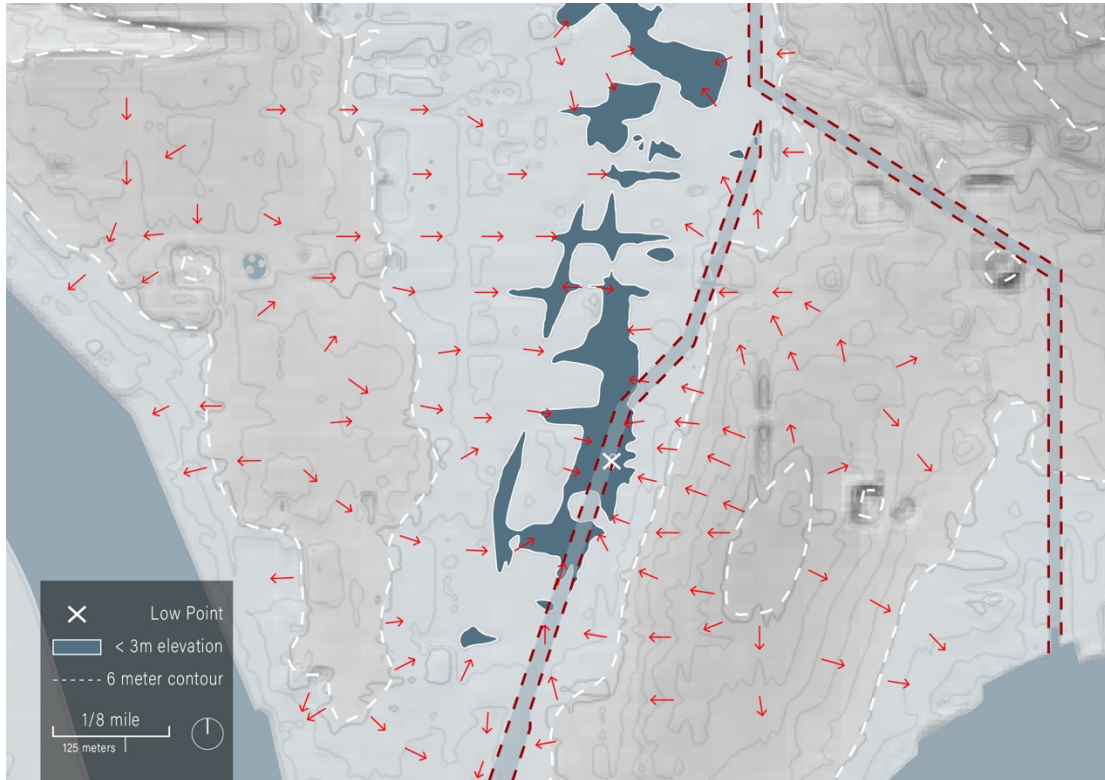 Low Point
< 3m elevation
6 meter contour
1/8 mile
125 meters